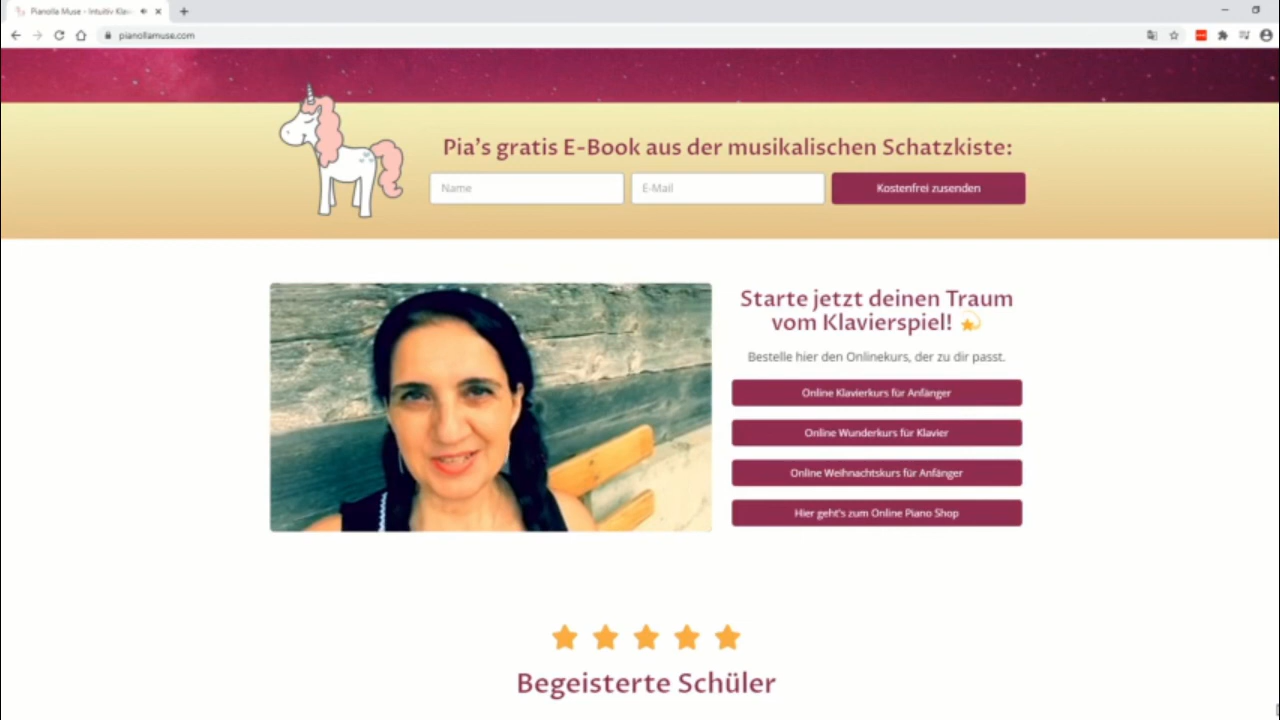 Pianolla Muse - Intuitiv Klav
pianollamuse.com
Pia's gratis E-Book aus der musikalischen Schatzkiste:
Name
E-Mail
Kostenfrei zusenden
Starte jetzt deinen Traum
vom Klavierspiel!
Bestelle hier den Onlinekurs, der zu dir passt.
Online Klavierkurs für Anfänger
Online Wunderkurs für Klavier
Online Weihnachtskurs für Anfänger
Hier geht's zum Online Piano Shop
Begeisterte Schüler